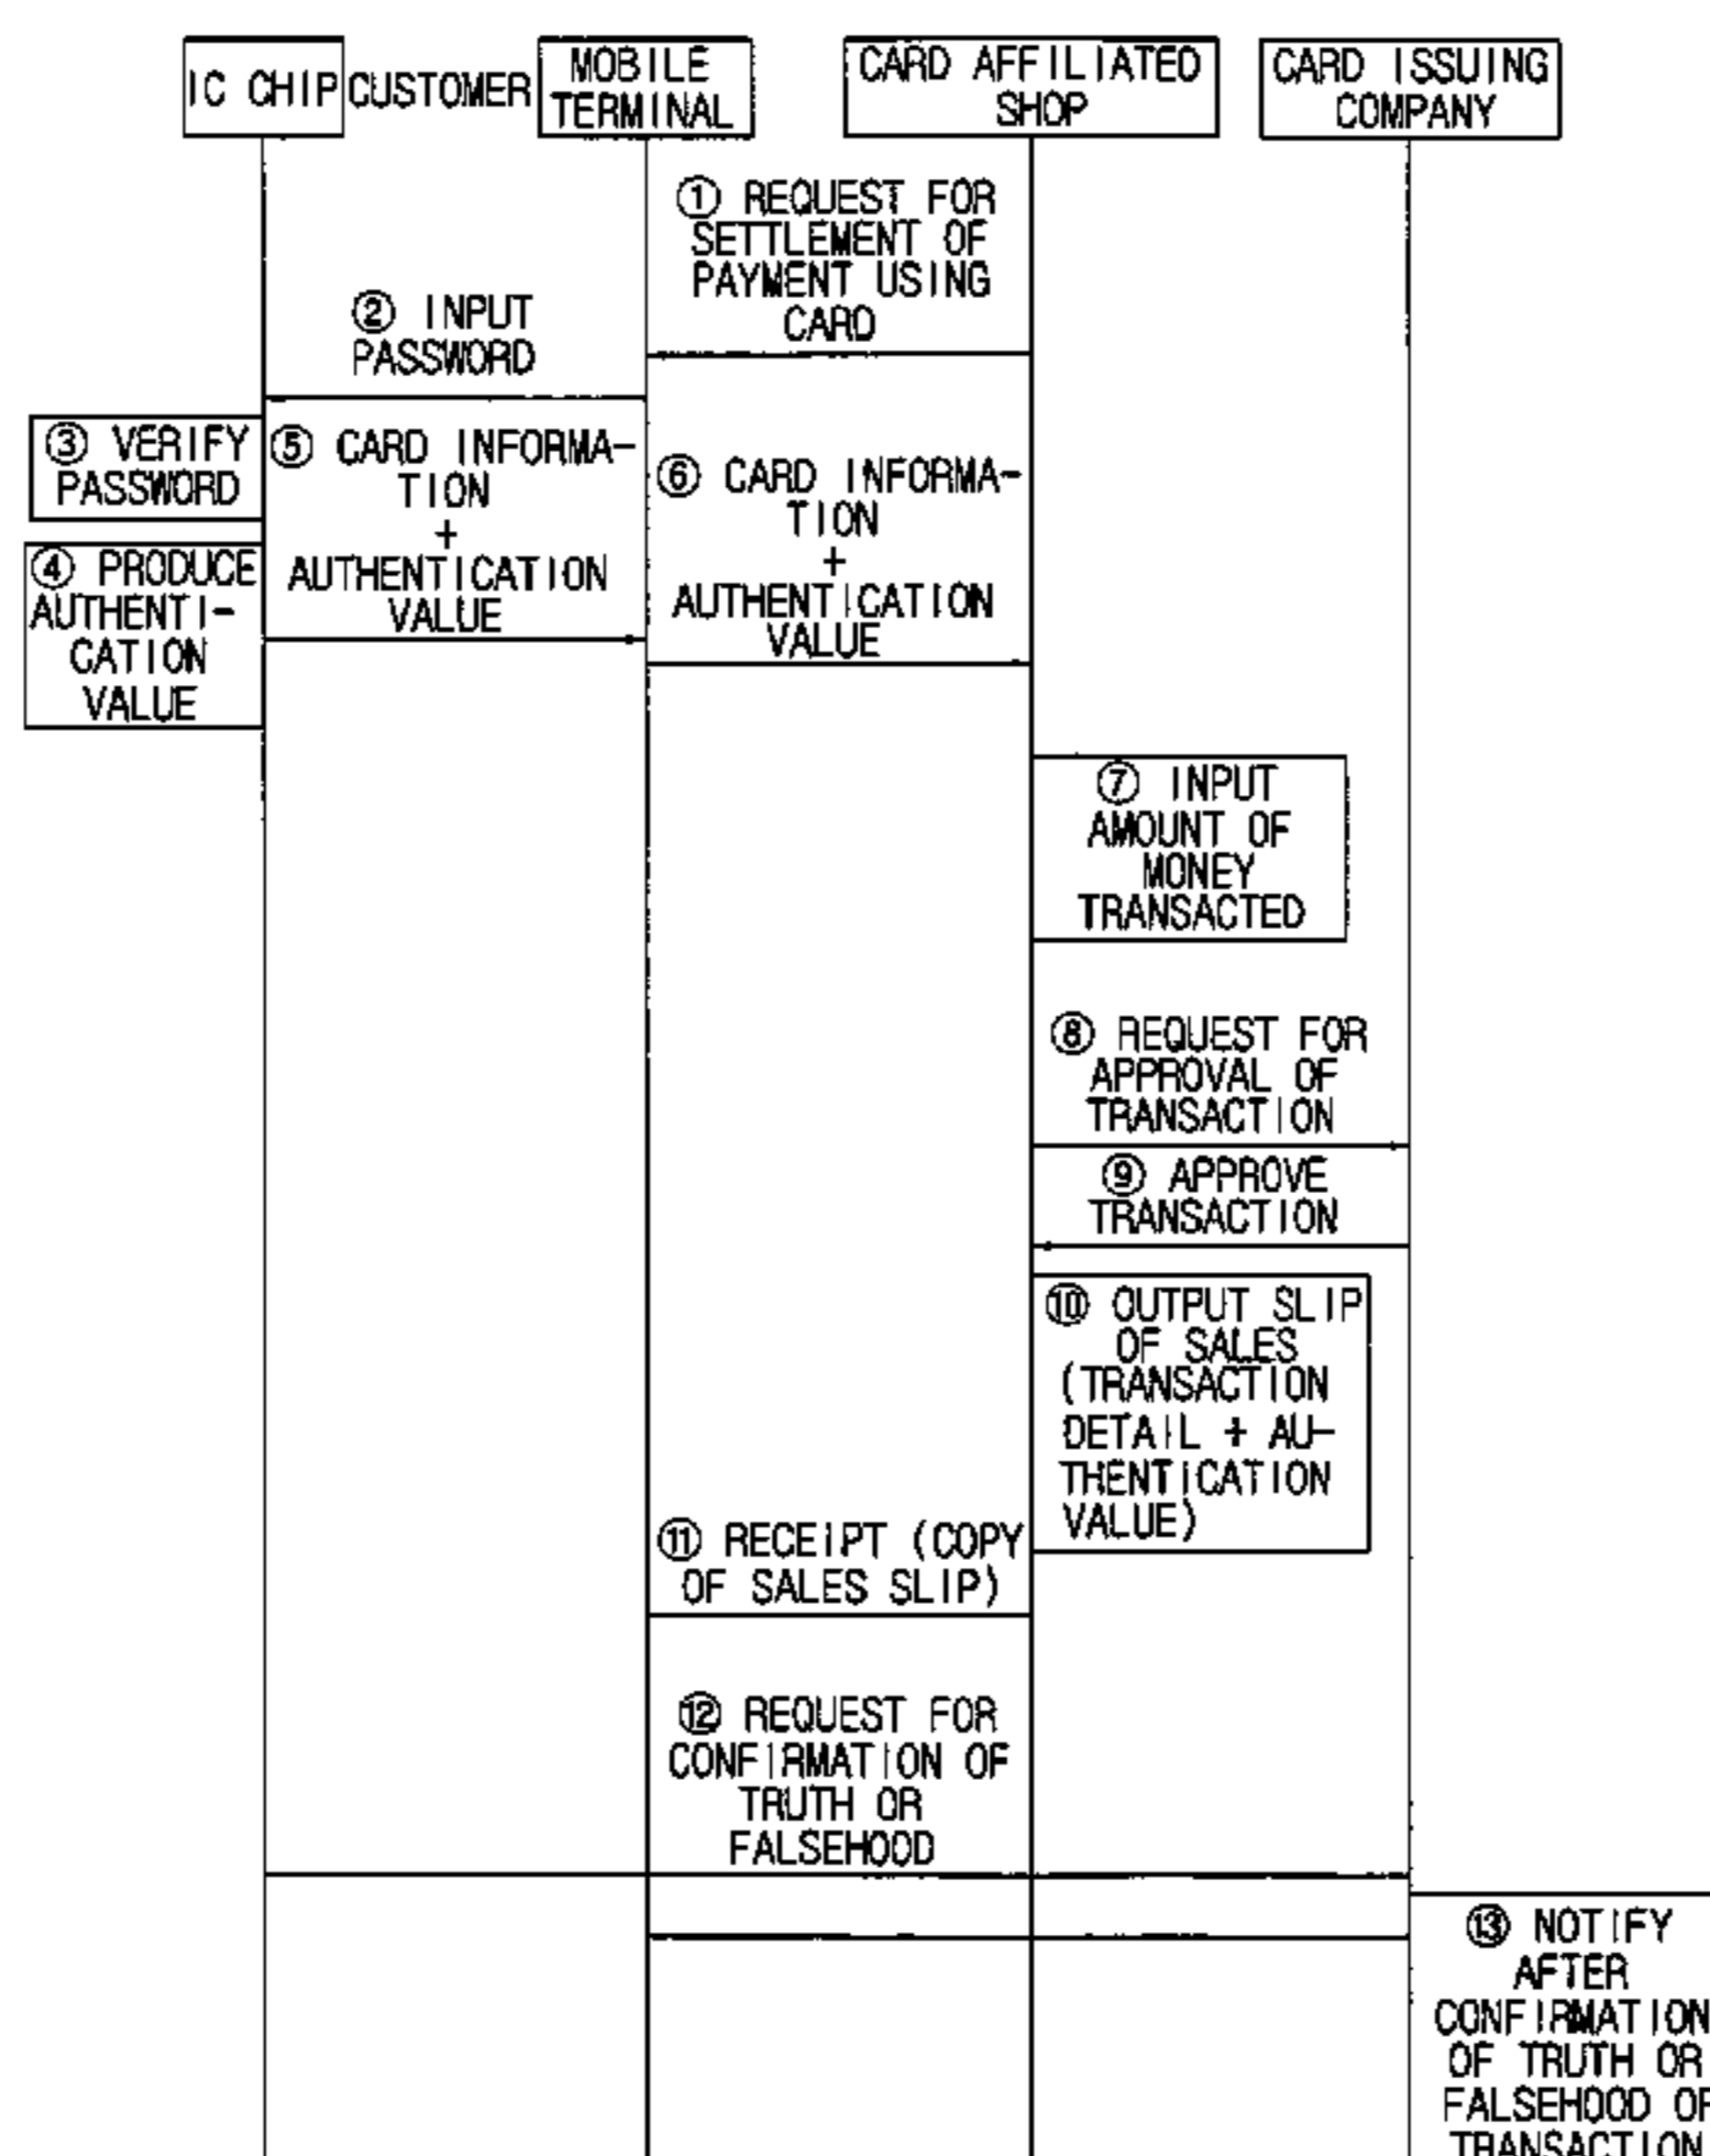 IC CHIP
CUSTOMER
MOBILE
TERMINAL
CARD AFFILIATED
SHOP
CARD ISSUING
COMPANY
① REQUEST FOR
SETTLEMENT OF
PAYMENT USING
CARD
② INPUT
PASSWORD
③ VERIFY
PASSWORD
④ PRODUCE
AUTHENTI-
CATION
VALUE
⑤ CARD INFORMA-
TION
+
AUTHENTICATION
VALUE
⑥ CARD INFORMA-
TION
+
AUTHENTICATION
VALUE
⑦ INPUT
AMOUNT OF
MONEY
TRANSACTED
⑧ REQUEST FOR
APPROVAL OF
TRANSACTION
⑨ APPROVE
TRANSACTION
⑩ OUTPUT SLIP
OF SALES
(TRANSACTION
DETAIL + AU-
THENTICATION
VALUE)
⑪ RECEIPT (COPY
OF SALES SLIP)
⑫ REQUEST FOR
CONFIRMATION OF
TRUTH OR
FALSEHOOD
⑬ NOTIFY
AFTER
CONFIRMATION
OF TRUTH OR
FALSEHOOD OF
TRANSACTION